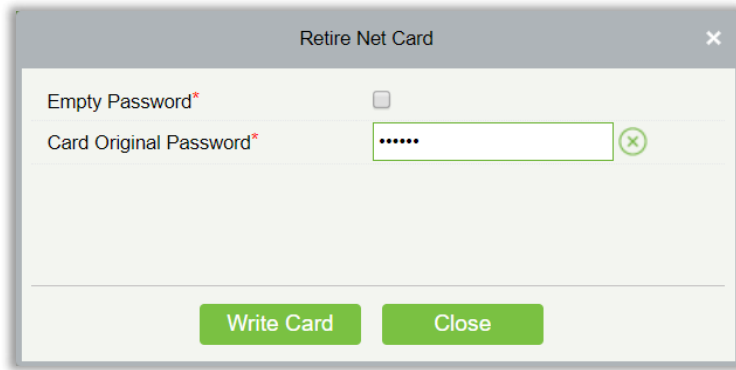 Retire Net Card
Empty Password*
Card Original Password* ••••••
Write Card Close